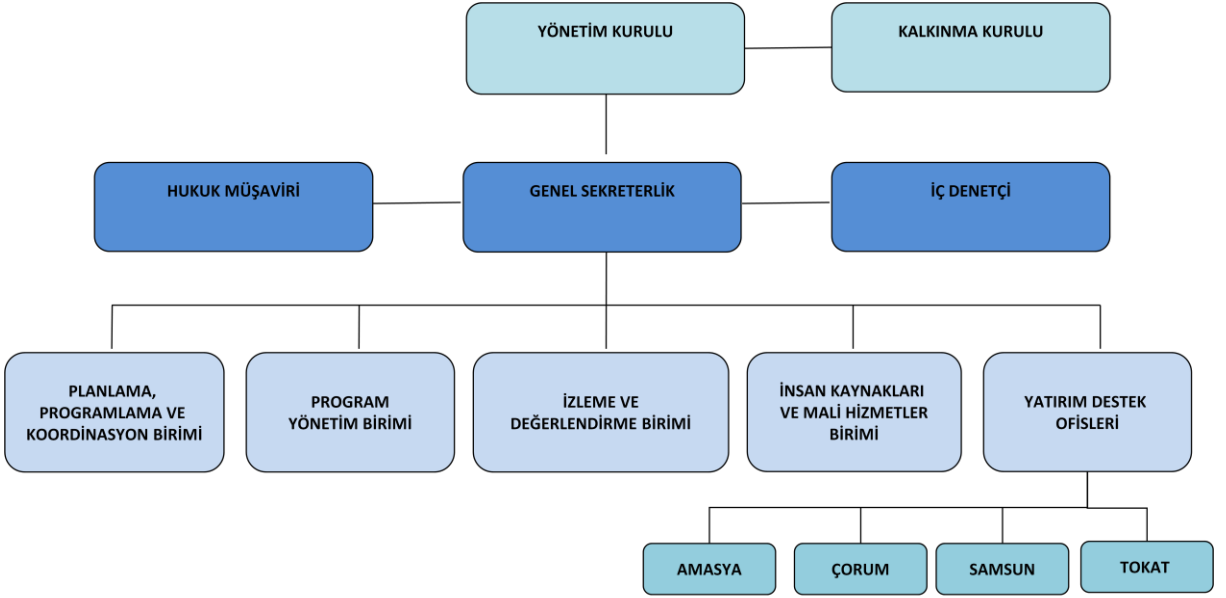 YÖNETİM KURULU
KALKINMA KURULU
HUKUK MÜŞAVİRİ
GENEL SEKRETERLİK
İÇ DENETÇİ
PLANLAMA,
PROGRAMLAMA VE
KOORDİNASYON BİRİMİ
PROGRAM
YÖNETİM BİRİMİ
İZLEME VE
DEĞERLENDİRME BİRİMİ
İNSAN KAYNAKLARI
VE MALİ HİZMETLER
BİRİMİ
YATIRIM DESTEK
OFİSLERİ
AMASYA
ÇORUM
SAMSUN
TOKAT